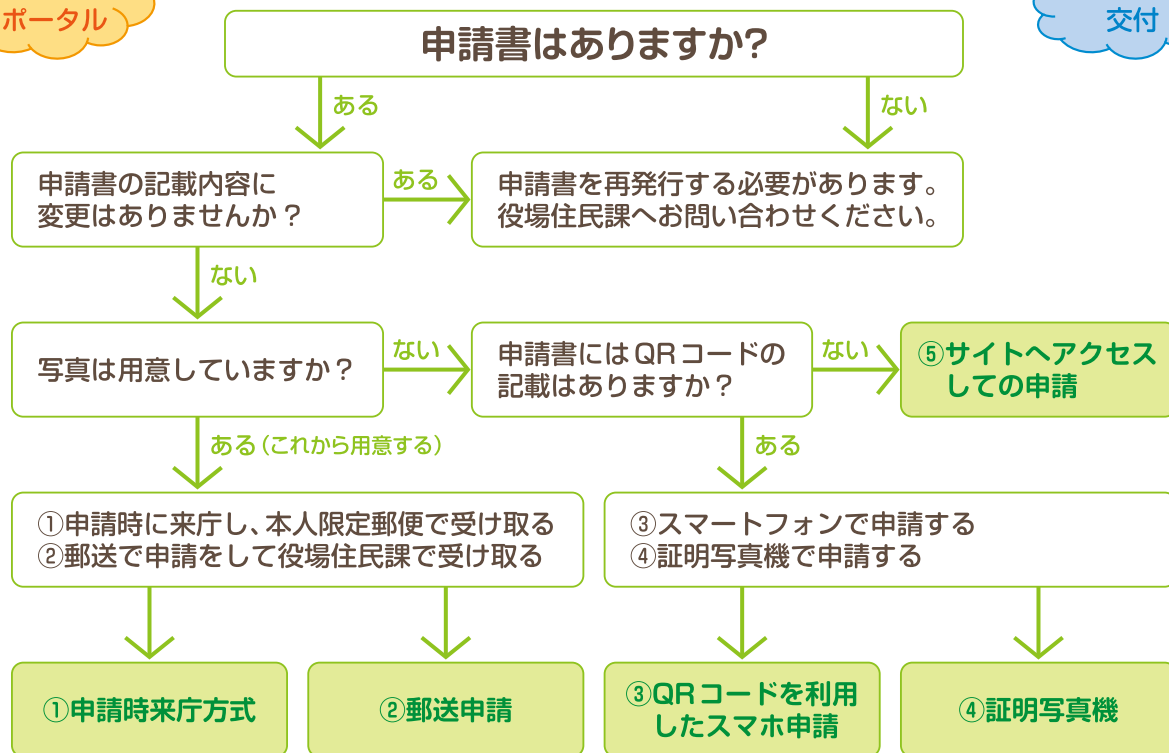 ポータル
交付
申請書はありますか?
ある
ない
申請書の記載内容に
変更はありませんか?
ある
申請書を再発行する必要があります。
役場住民課へお問い合わせください。
ない
写真は用意していますか?
ない
申請書にはQRコードの
記載はありますか?
ない
⑤サイトへアクセス
しての申請
ある(これから用意する)
ある
①申請時に来庁し、本人限定郵便で受け取る
②郵送で申請をして役場住民課で受け取る
③スマートフォンで申請する
④証明写真機で申請する
①申請時来庁方式
②郵送申請
③QRコードを利用
したスマホ申請
④証明写真機